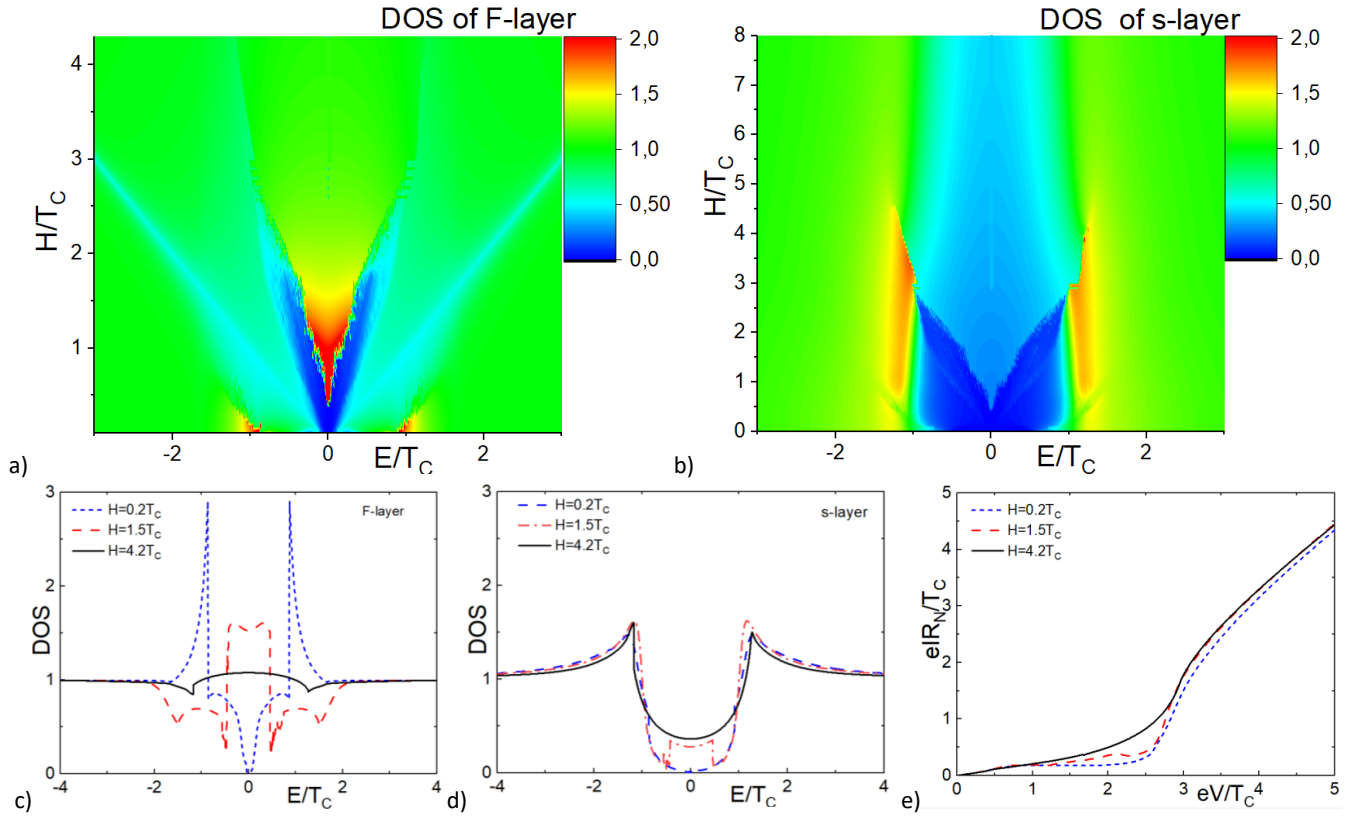 DOS of F-layer
DOS of s-layer
4
3
2
1
H/T_C
-2
0
2
E/T_C
2,0
1,50
1
0,50
0,0
a)
8
7
6
5
4
3
2
1
0
H/T_C
-2
0
2
E/T_C
2,0
1,50
1
0,50
0,0
b)
3
2
1
0
DOS
H=0.2T_C
H=1.5T_C
H=4.2T_C
F-layer
-4
-2
0
2
4
E/T_C
c)
3
2
1
0
DOS
H=0.2T_C
H=1.5T_C
H=4.2T_C
s-layer
-4
-2
0
2
4
E/T_C
d)
5
4
3
2
1
0
eIR_N/T_C
H=0.2T_C
H=1.5T_C
H=4.2T_C
0
1
2
3
4
5
eV/T_C
e)